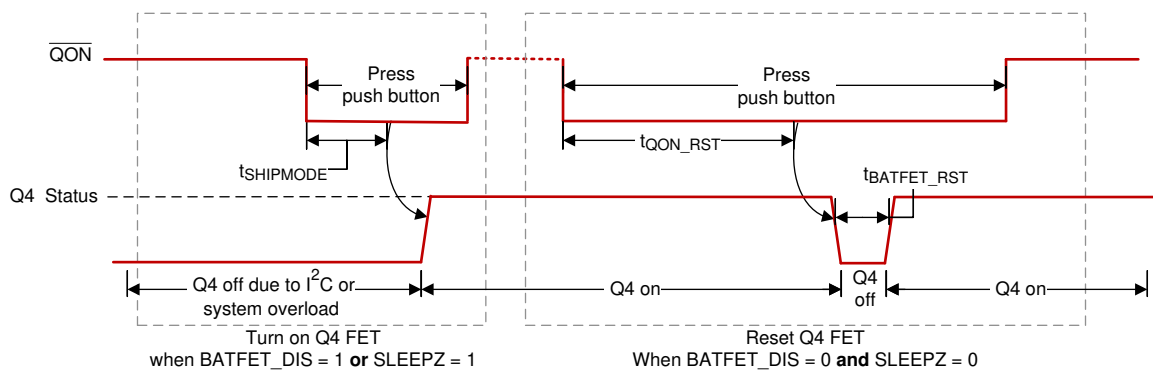 QON
Press
push button
Press
push button
tSHIPMODE
tQON_RST
tBATFET_RST
Q4 Status
Q4 off due to I2C or
system overload
Q4 on
Q4
off
Q4 on
Turn on Q4 FET
when BATFET_DIS = 1 or SLEEPZ = 1
Reset Q4 FET
When BATFET_DIS = 0 and SLEEPZ = 0